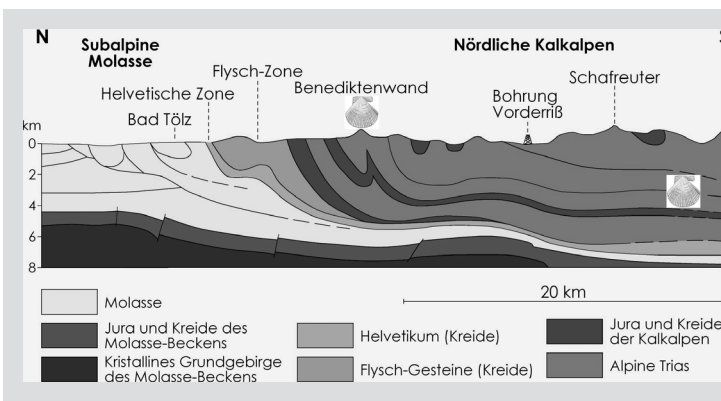 N
Subalpine
Molasse
Nördliche Kalkalpen
Flysch-Zone
Helvetische Zone
Benediktenwand
Schafreuter
Bohrung
Vorderriß
Bad Tölz
km
0
2
4
6
8
20 km
Molasse
Jura und Kreide des
Molasse-Beckens
Kristallines Grundgebirge
des Molasse-Beckens
Helvetikum (Kreide)
Flysch-Gesteine (Kreide)
Jura und Kreide
der Kalkalpen
Alpine Trias